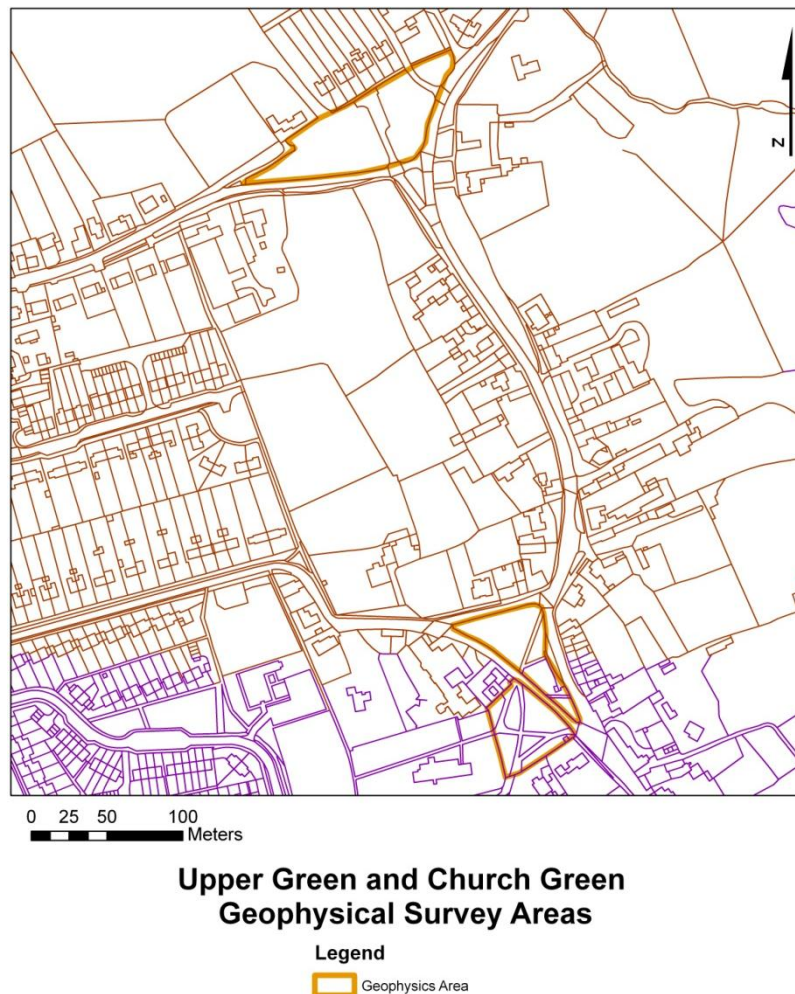 N
0 25 50 100
Meters
Upper Green and Church Green
Geophysical Survey Areas
Legend
Geophysics Area